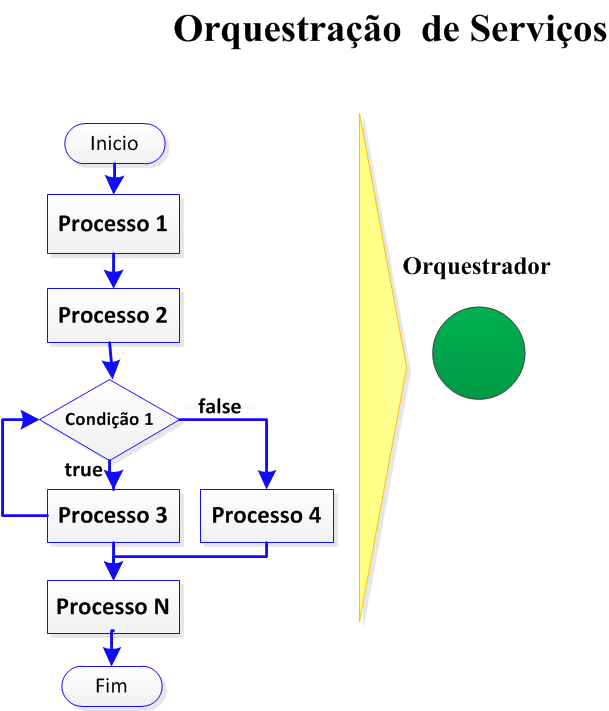 Orquestração de Serviços
Inicio
Processo 1
Orquestrador
Processo 2
Condição 1
false
true
Processo 3
Processo 4
Processo N
Fim